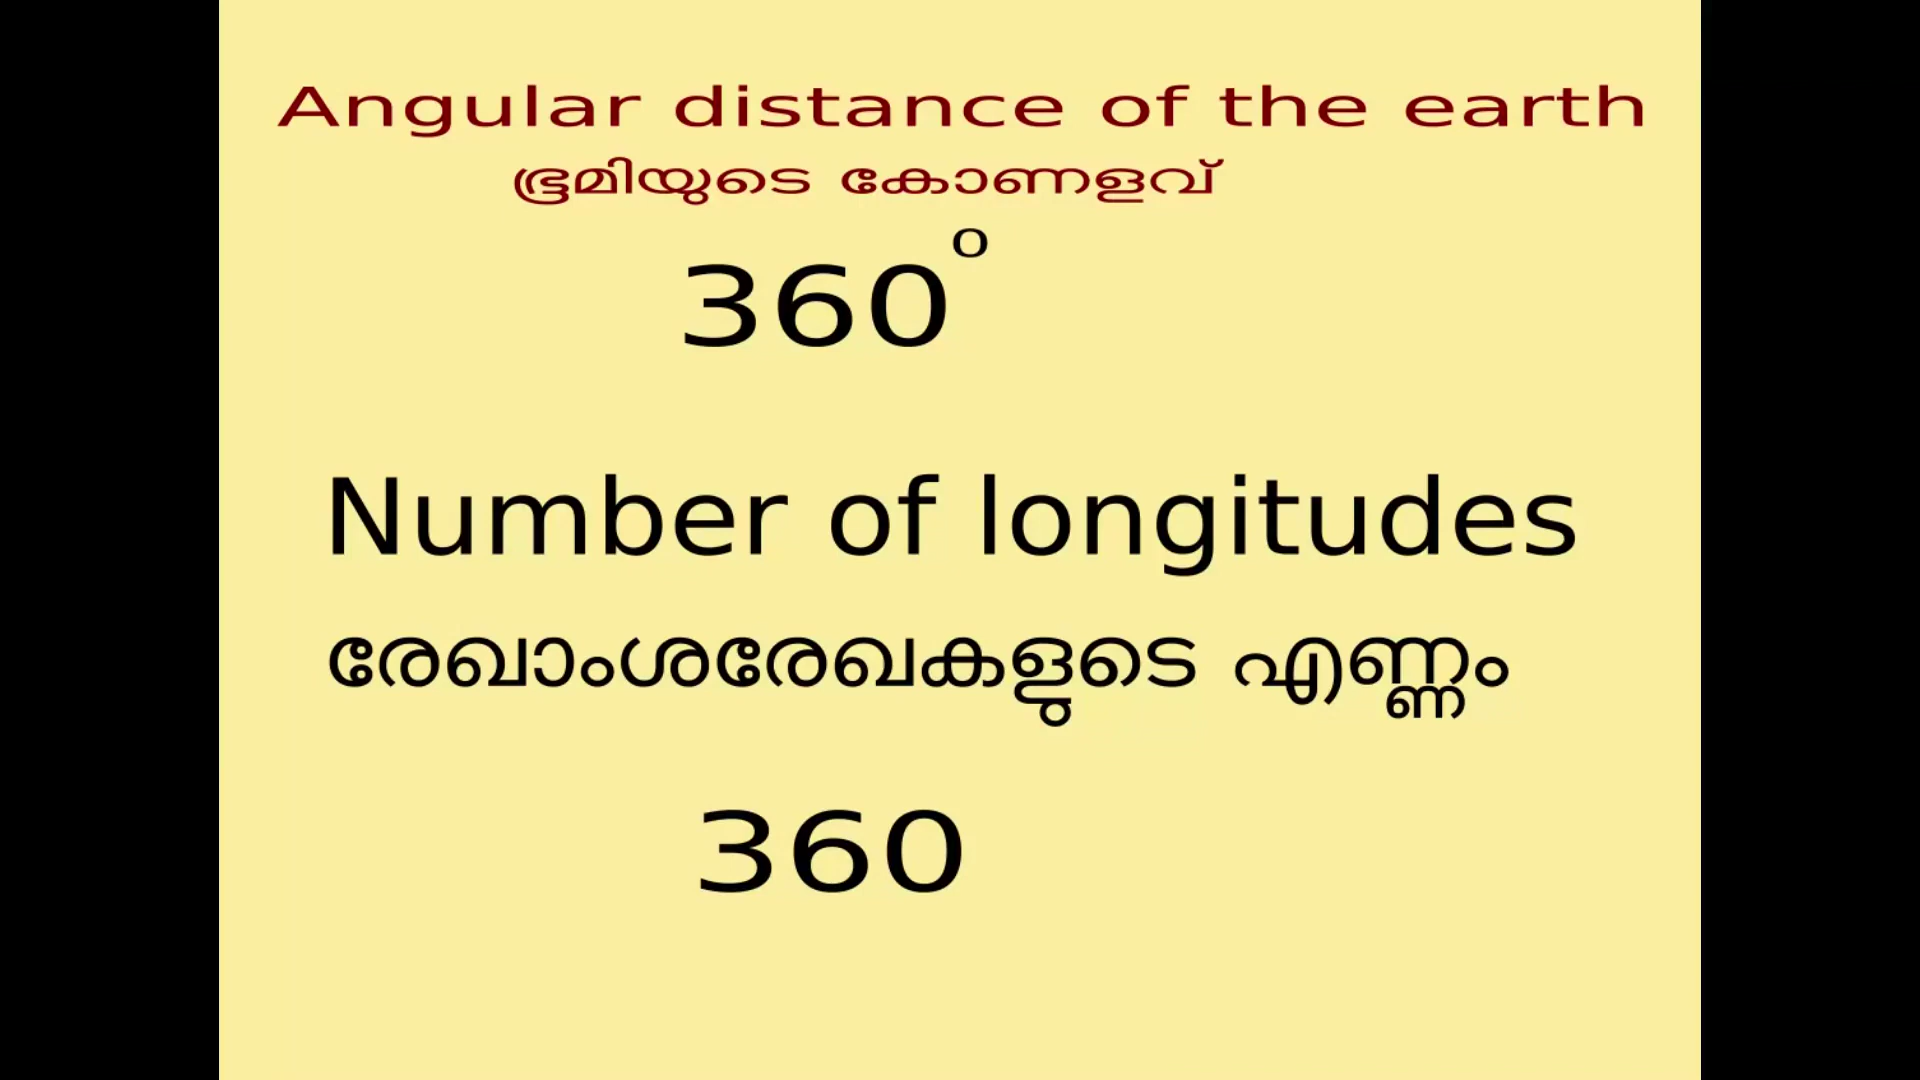 Angular distance of the earth
ഭൂമിയുടെ കോണളവ്
360°
Number of longitudes
രേഖാംശരേഖകളുടെ എണ്ണം
360